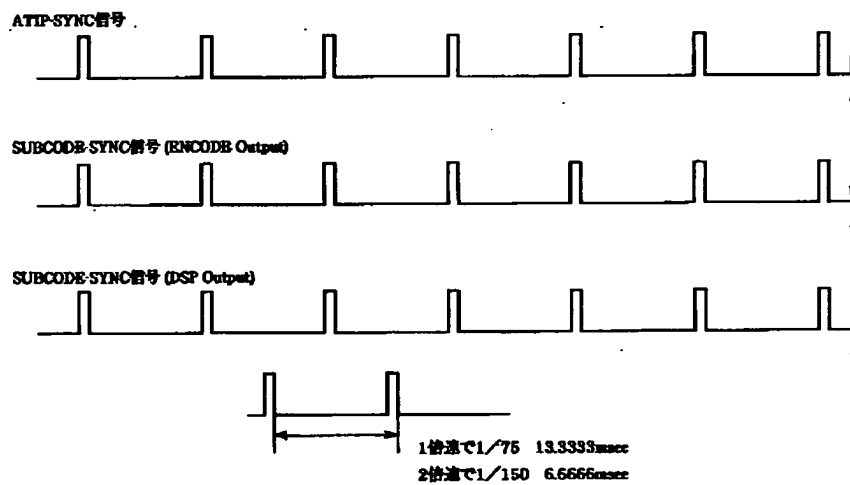 ATIP-SYNC信号
SUBCODE-SYNC信号 (ENCODE Output)
SUBCODE-SYNC信号 (DSP Output)
1倍速で1/75 13.3333msec
2倍速で1/150 6.6666msec